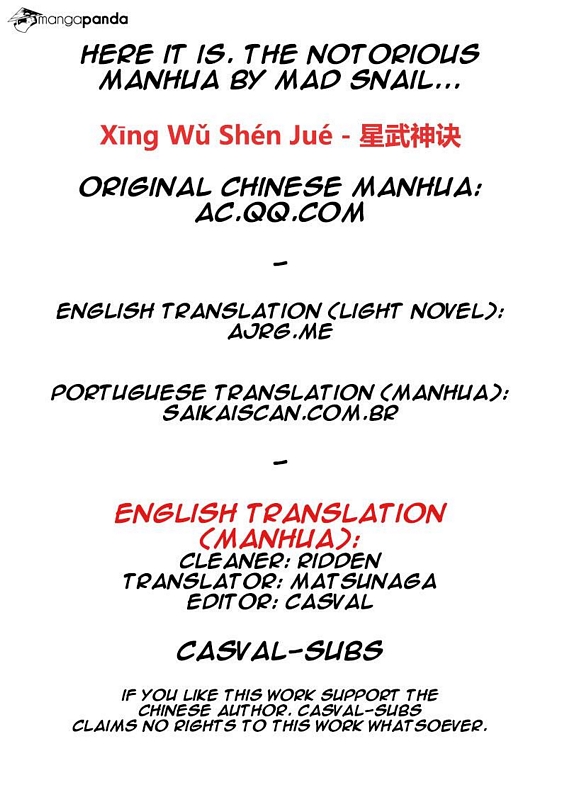 mangapanda
HERE IT IS. THE NOTORIOUS
MANHUA BY MAD SNAIL...
Xīng Wǔ Shén Jué - 星武神诀
ORIGINAL CHINESE MANHUA:
AC.QQ.COM
-
ENGLISH TRANSLATION (LIGHT NOVEL):
AJRG.ME
PORTUGUESE TRANSLATION (MANHUA):
SAIKAISCAN.COM.BR
-
ENGLISH TRANSLATION
(MANHUA):
CLEANER: RIDDEN
TRANSLATOR: MATSUNAGA
EDITOR: CASVAL
CASVAL-SUBS
IF YOU LIKE THIS WORK SUPPORT THE
CHINESE AUTHOR. CASVAL-SUBS
CLAIMS NO RIGHTS TO THIS WORK WHATSOEVER.